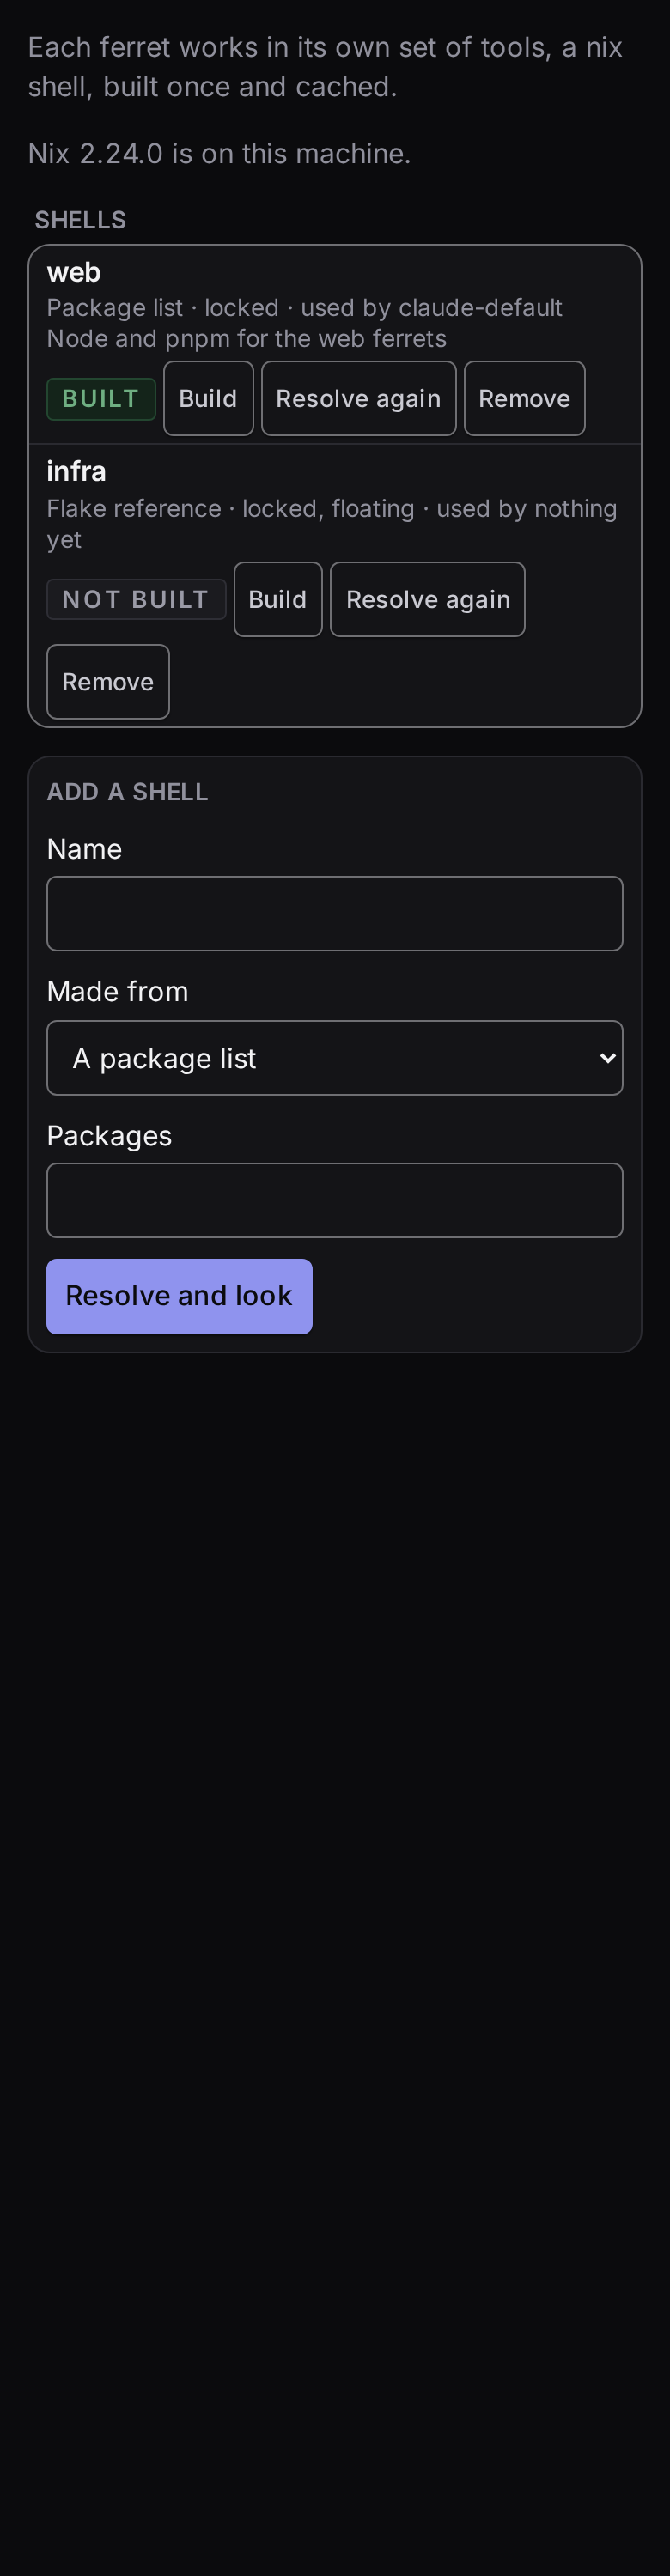 Each ferret works in its own set of tools, a nix
shell, built once and cached.
Nix 2.24.0 is on this machine.
SHELLS
web
Package list · locked · used by claude-default
Node and pnpm for the web ferrets
BUILT Build Resolve again Remove
infra
Flake reference · locked, floating · used by nothing
yet
NOT BUILT Build Resolve again
Remove
ADD A SHELL
Name
Made from
A package list
Packages
Resolve and look